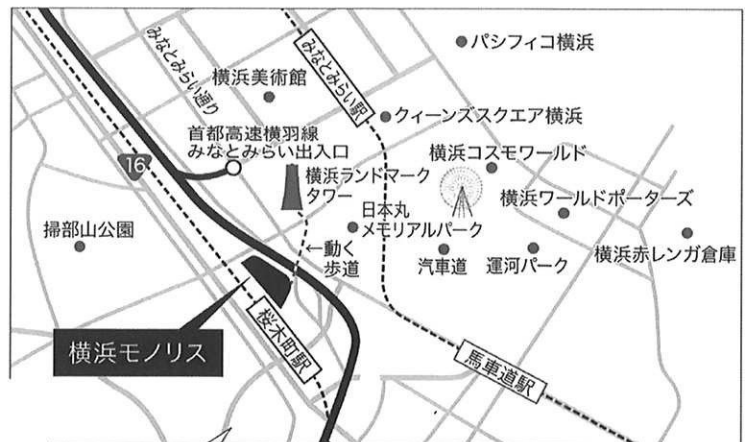 パシフィコ横浜
みなとみらい駅
みなとみらい通り
横浜美術館
クィーンズスクエア横浜
首都高速横羽線
みなとみらい出入口
横浜コスモワールド
16
横浜ランドマーク
タワー
横浜ワールドポーターズ
日本丸
メモリアルパーク
掃部山公園
←動く
歩道
汽車道
運河パーク
横浜赤レンガ倉庫
横浜モノリス
桜木町駅
馬車道駅